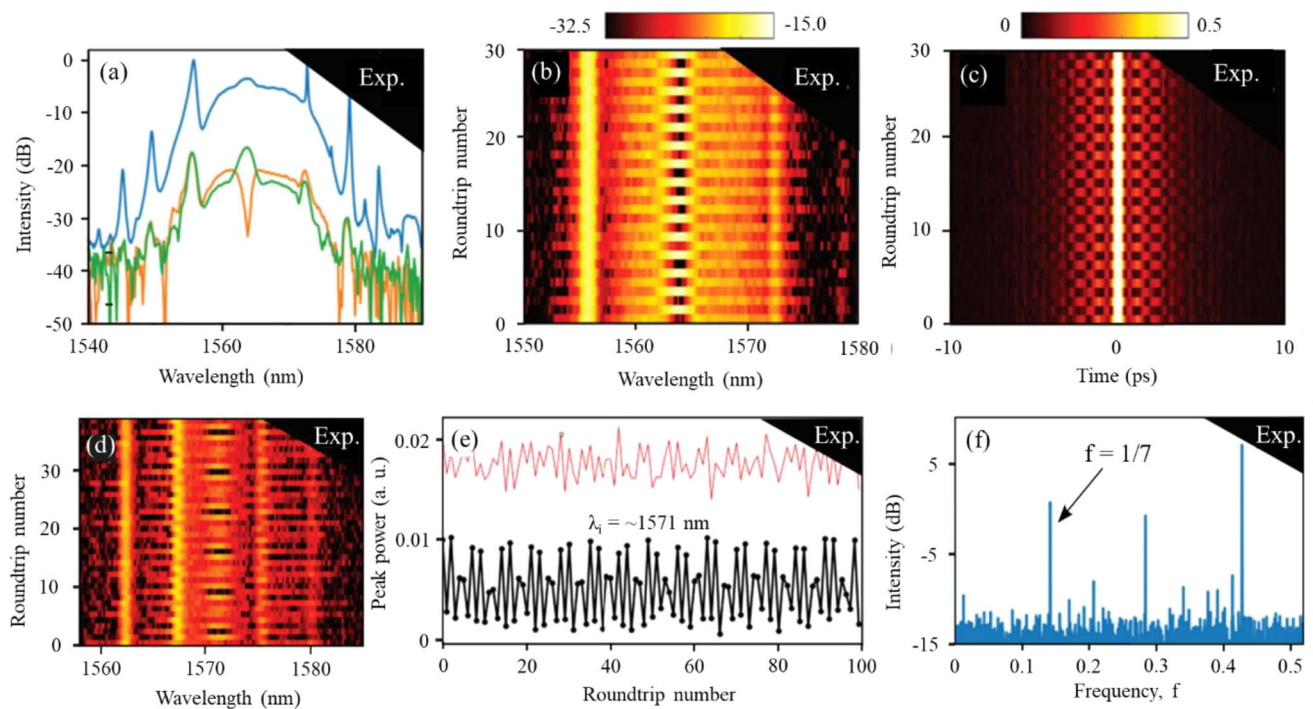 -32.5 -15.0
0 0.5
(a) Exp.
0
-10
-20
-30
-40
-50
Intensity (dB)
1540 1560 1580
Wavelength (nm)
(b) Exp.
30
20
10
0
Roundtrip number
1550 1560 1570 1580
Wavelength (nm)
(c) Exp.
30
20
10
0
Roundtrip number
-10 0 10
Time (ps)
(d) Exp.
30
20
10
0
Roundtrip number
1560 1570 1580
Wavelength (nm)
(e) Exp.
0.02
0.01
0
Peak power (a. u.)
λi = ~1571 nm
0 20 40 60 80 100
Roundtrip number
(f) Exp.
5
-5
-15
Intensity (dB)
f = 1/7
0 0.1 0.2 0.3 0.4 0.5
Frequency, f